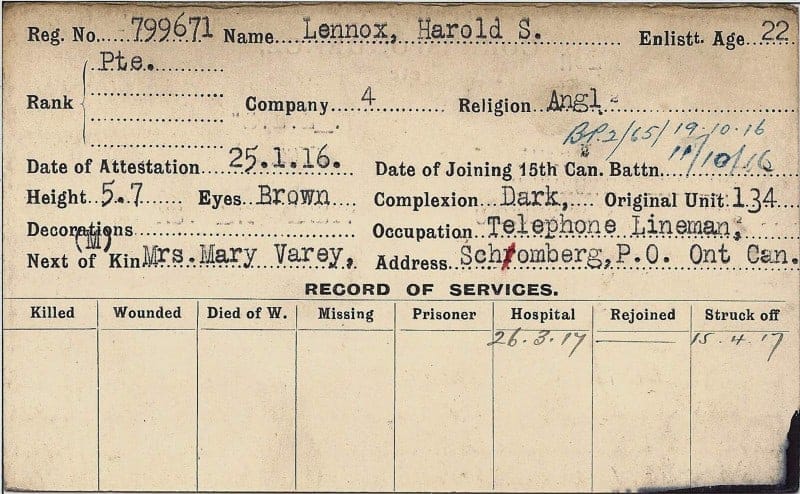 Reg. No. 799671 Name Lennox, Harold S. Enlistt. Age 22
Pte.
Rank Company 4 Religion Angl-
BP2/65/19·10·16
Date of Attestation 25.1.16. Date of Joining 15th Can. Battn. 11/10/16
Height 5.7 Eyes Brown Complexion Dark, Original Unit 134
Decorations Occupation Telephone Lineman,
(M)
Next of Kin Mrs. Mary Varey, Address Schromberg, P.O. Ont Can.
RECORD OF SERVICES.
Killed Wounded Died of W. Missing Prisoner Hospital Rejoined Struck off
26.3.17 15.4.17